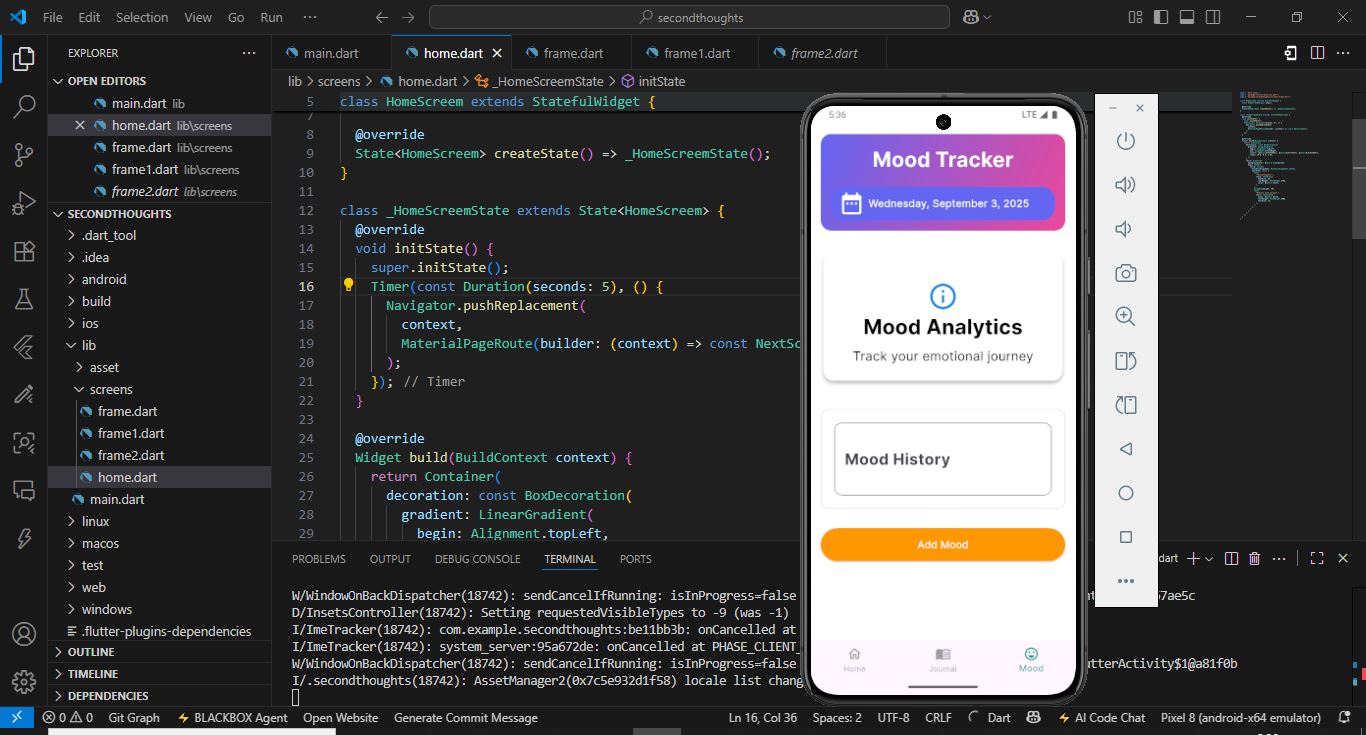 File Edit Selection View Go Run ··· secondthoughts
EXPLORER
OPEN EDITORS
main.dart lib
home.dart lib\screens
frame.dart lib\screens
frame1.dart lib\screens
frame2.dart lib\screens
SECONDTHOUGHTS
.dart_tool
.idea
android
build
ios
lib
asset
screens
frame.dart
frame1.dart
frame2.dart
home.dart
main.dart
linux
macos
test
web
windows
.flutter-plugins-dependencies
OUTLINE
TIMELINE
DEPENDENCIES
main.dart home.dart frame.dart frame1.dart frame2.dart
lib > screens > home.dart > _HomeScreemState > initState
5 class HomeScreem extends StatefulWidget {
7
8 @override
9 State<HomeScreem> createState() => _HomeScreemState();
10 }
11
12 class _HomeScreemState extends State<HomeScreem> {
13 @override
14 void initState() {
15 super.initState();
16 Timer(const Duration(seconds: 5), () {
17 Navigator.pushReplacement(
18 context,
19 MaterialPageRoute(builder: (context) => const NextSc
20 );
21 }); // Timer
22 }
23
24 @override
25 Widget build(BuildContext context) {
26 return Container(
27 decoration: const BoxDecoration(
28 gradient: LinearGradient(
29 begin: Alignment.topLeft,
PROBLEMS OUTPUT DEBUG CONSOLE TERMINAL PORTS
dart
W/WindowOnBackDispatcher(18742): sendCancelIfRunning: isInProgress=false
7ae5c
D/InsetsController(18742): Setting requestedVisibleTypes to -9 (was -1)
I/ImeTracker(18742): com.example.secondthoughts:be11bb3b: onCancelled at
I/ImeTracker(18742): system_server:95a672de: onCancelled at PHASE_CLIENT_
W/WindowOnBackDispatcher(18742): sendCancelIfRunning: isInProgress=false
utterActivity$1@a81f0b
I/.secondthoughts(18742): AssetManager2(0x7c5e932d1f58) locale list chang
5:36 LTE
Mood Tracker
Wednesday, September 3, 2025
Mood Analytics
Track your emotional journey
Mood History
Add Mood
Home Journal Mood
0 0 Git Graph BLACKBOX Agent Open Website Generate Commit Message Ln 16, Col 36 Spaces: 2 UTF-8 CRLF Dart AI Code Chat Pixel 8 (android-x64 emulator)